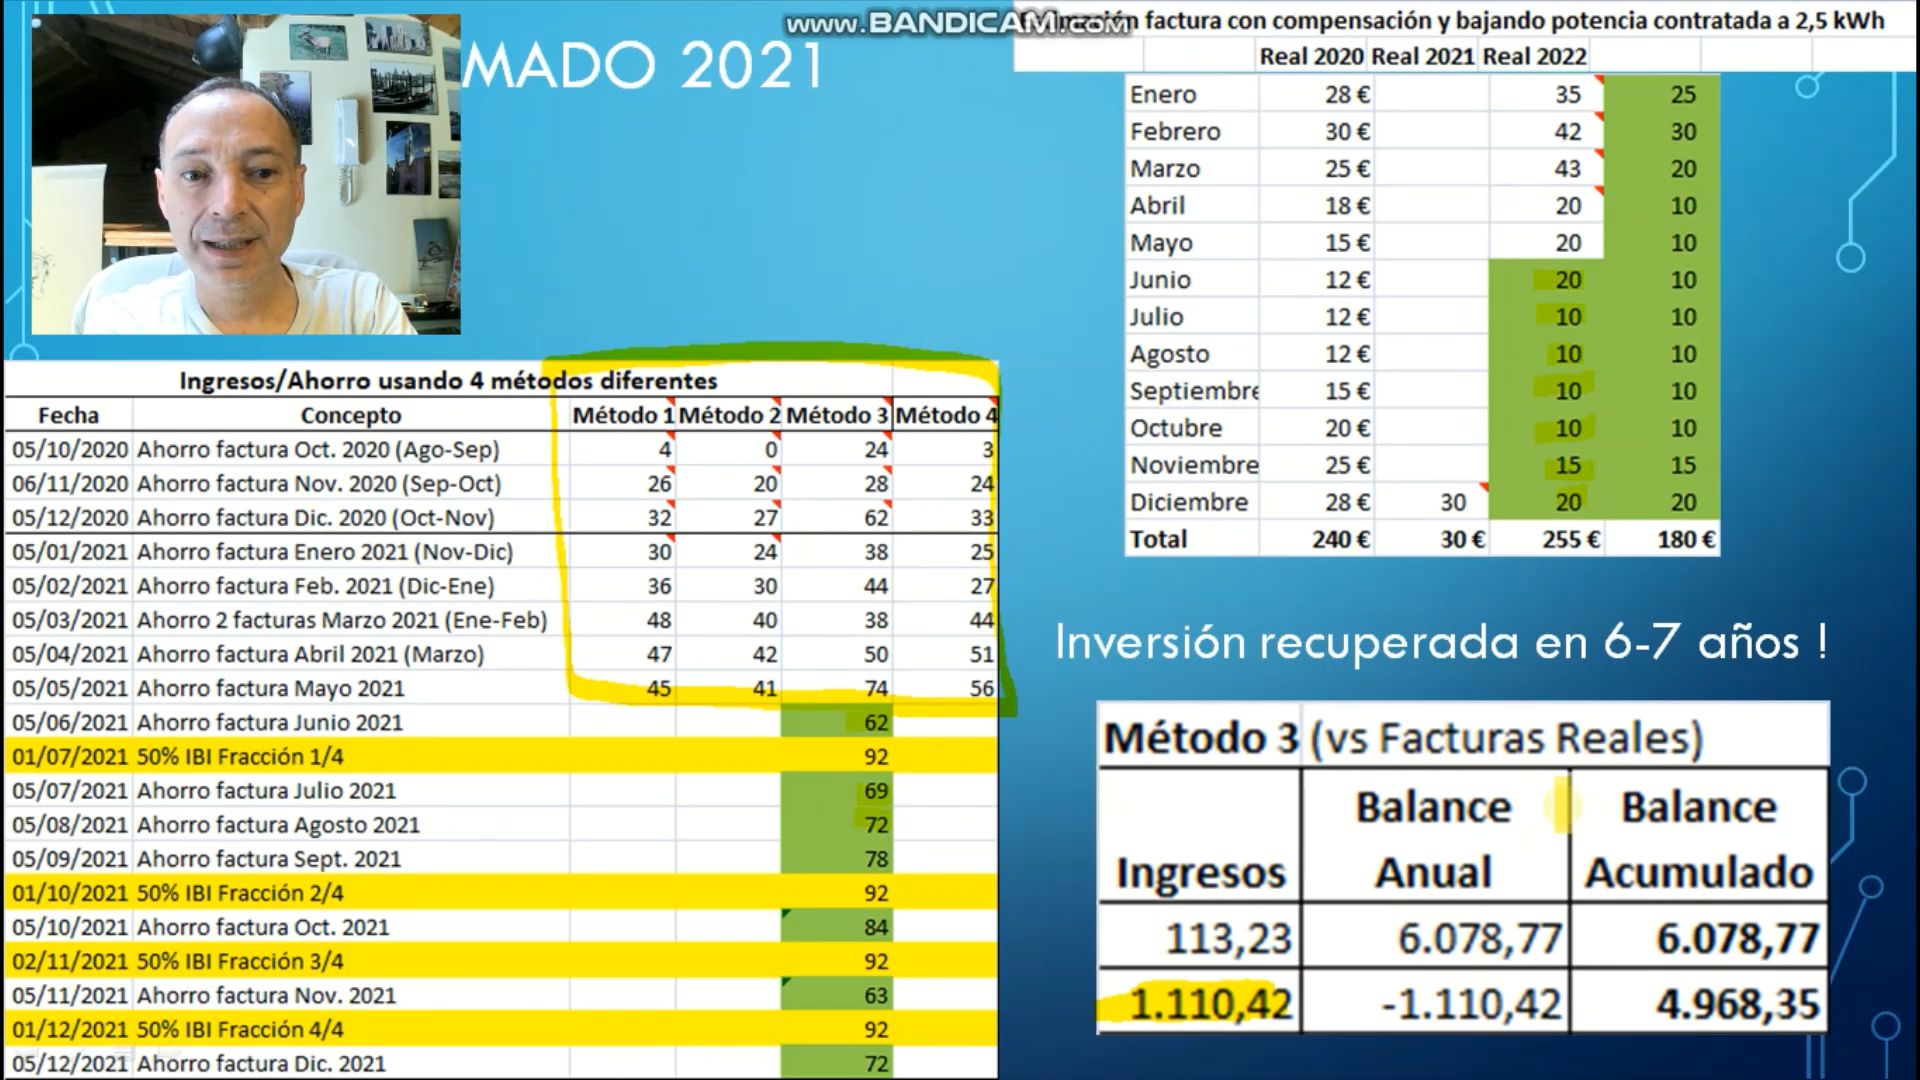 www.BANDICAM.com
MADO 2021
mación factura con compensación y bajando potencia contratada a 2,5 kWh
Real 2020 Real 2021 Real 2022
Enero 28 € 35 25
Febrero 30 € 42 30
Marzo 25 € 43 20
Abril 18 € 20 10
Mayo 15 € 20 10
Junio 12 € 20 10
Julio 12 € 10 10
Agosto 12 € 10 10
Septiembre 15 € 10 10
Octubre 20 € 10 10
Noviembre 25 € 15 15
Diciembre 28 € 30 20 20
Total 240 € 30 € 255 € 180 €
Ingresos/Ahorro usando 4 métodos diferentes
Fecha Concepto Método 1 Método 2 Método 3 Método 4
05/10/2020 Ahorro factura Oct. 2020 (Ago-Sep) 4 0 24 3
06/11/2020 Ahorro factura Nov. 2020 (Sep-Oct) 26 20 28 24
05/12/2020 Ahorro factura Dic. 2020 (Oct-Nov) 32 27 62 33
05/01/2021 Ahorro factura Enero 2021 (Nov-Dic) 30 24 38 25
05/02/2021 Ahorro factura Feb. 2021 (Dic-Ene) 36 30 44 27
05/03/2021 Ahorro 2 facturas Marzo 2021 (Ene-Feb) 48 40 38 44
05/04/2021 Ahorro factura Abril 2021 (Marzo) 47 42 50 51
05/05/2021 Ahorro factura Mayo 2021 45 41 74 56
05/06/2021 Ahorro factura Junio 2021 62
01/07/2021 50% IBI Fracción 1/4 92
05/07/2021 Ahorro factura Julio 2021 69
05/08/2021 Ahorro factura Agosto 2021 72
05/09/2021 Ahorro factura Sept. 2021 78
01/10/2021 50% IBI Fracción 2/4 92
05/10/2021 Ahorro factura Oct. 2021 84
02/11/2021 50% IBI Fracción 3/4 92
05/11/2021 Ahorro factura Nov. 2021 63
01/12/2021 50% IBI Fracción 4/4 92
05/12/2021 Ahorro factura Dic. 2021 72
Inversión recuperada en 6-7 años !
Método 3 (vs Facturas Reales)
Balance Balance
Ingresos Anual Acumulado
113,23 6.078,77 6.078,77
1.110,42 -1.110,42 4.968,35